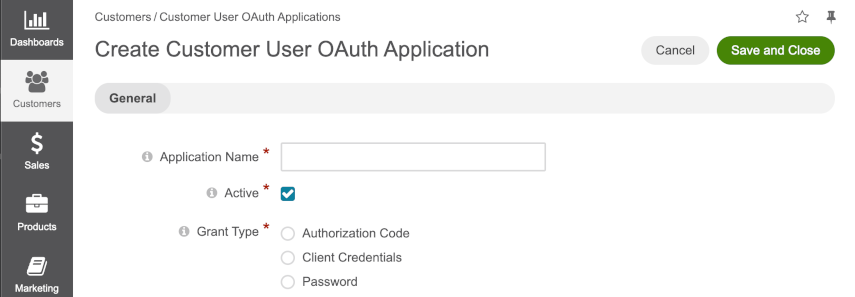 Dashboards
Customers
Sales
Products
Marketing
Customers / Customer User OAuth Applications
Create Customer User OAuth Application
Cancel
Save and Close
General
Application Name *
Active *
Grant Type *
Authorization Code
Client Credentials
Password